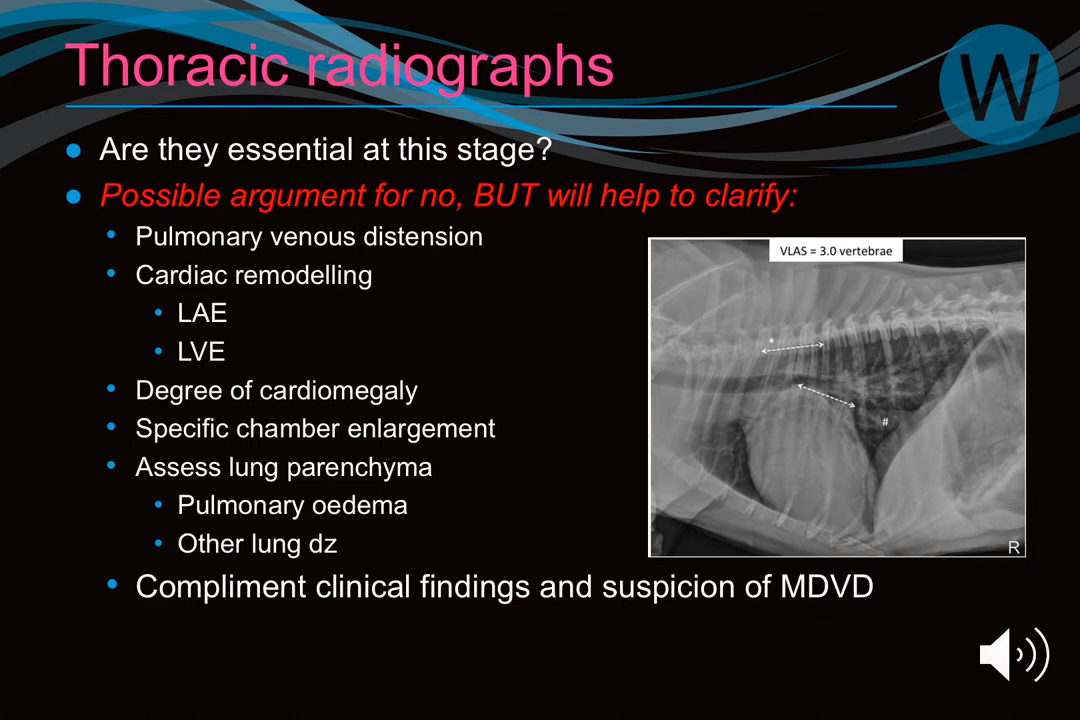 Thoracic radiographs
W
Are they essential at this stage?
Possible argument for no, BUT will help to clarify:
Pulmonary venous distension
Cardiac remodelling
LAE
LVE
Degree of cardiomegaly
Specific chamber enlargement
Assess lung parenchyma
Pulmonary oedema
Other lung dz
Compliment clinical findings and suspicion of MDVD
VLAS = 3.0 vertebrae
*
#
R